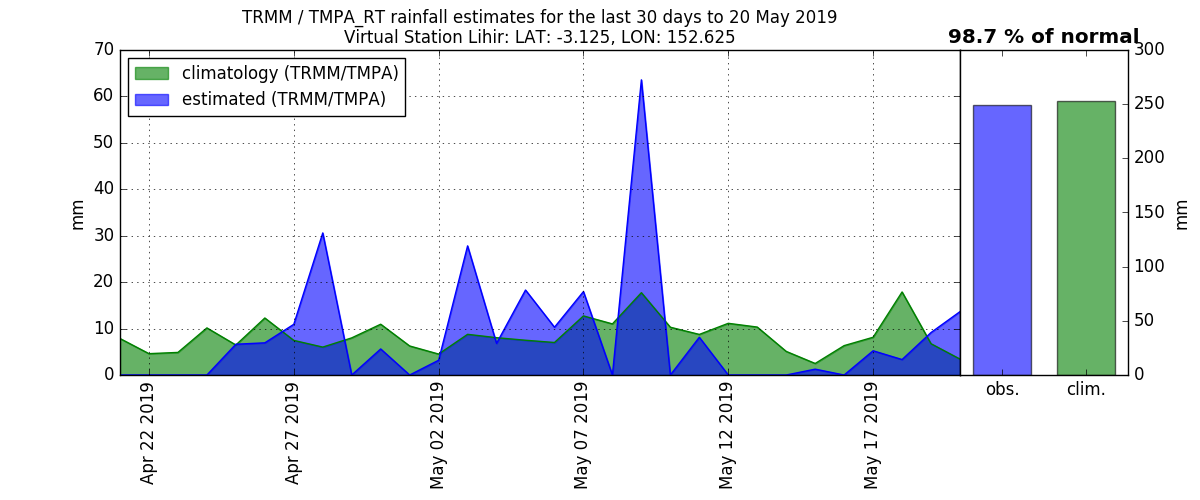 TRMM / TMPA_RT rainfall estimates for the last 30 days to 20 May 2019
Virtual Station Lihir: LAT: -3.125, LON: 152.625
98.7 % of normal
climatology (TRMM/TMPA)
estimated (TRMM/TMPA)
mm
70
60
50
40
30
20
10
0
Apr 22 2019
Apr 27 2019
May 02 2019
May 07 2019
May 12 2019
May 17 2019
300
250
200
150
100
50
0
mm
obs.
clim.